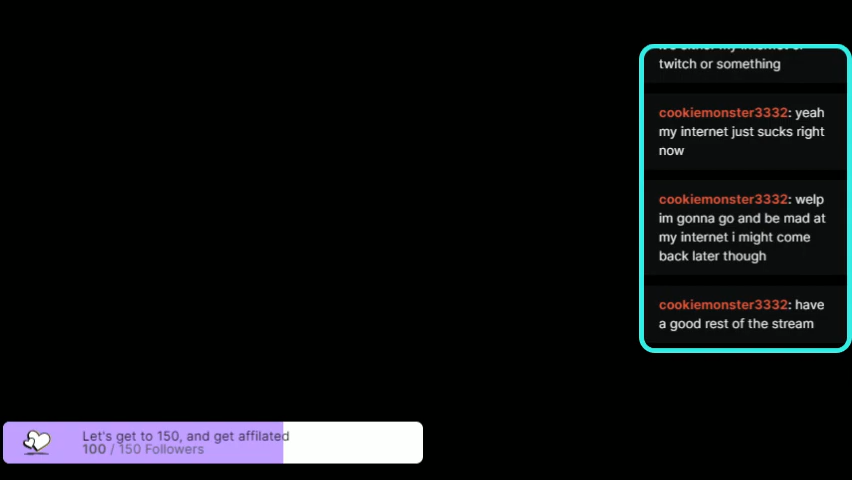 twitch or something
cookiemonster3332: yeah
my internet just sucks right
now
cookiemonster3332: welp
im gonna go and be mad at
my internet i might come
back later though
cookiemonster3332: have
a good rest of the stream
Let's get to 150, and get affilated
100 / 150 Followers